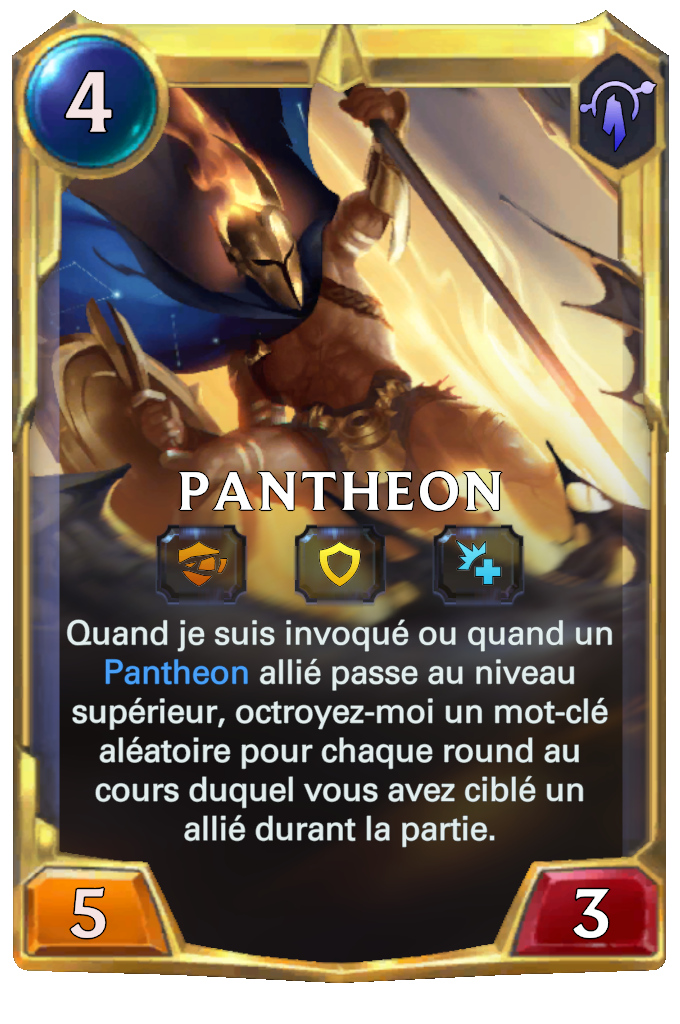 4
PANTHEON
Quand je suis invoqué ou quand un
Pantheon allié passe au niveau
supérieur, octroyez-moi un mot-clé
aléatoire pour chaque round au
cours duquel vous avez ciblé un
allié durant la partie.
5
3